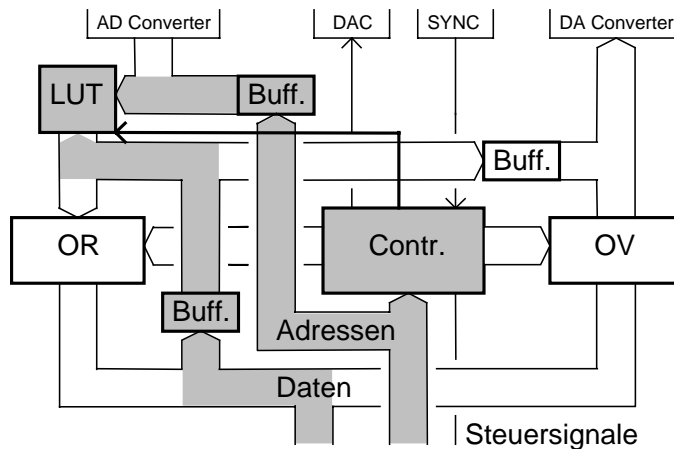 AD Converter
DAC
SYNC
DA Converter
LUT
Buff.
Buff.
OR
Contr.
OV
Buff.
Adressen
Daten
Steuersignale